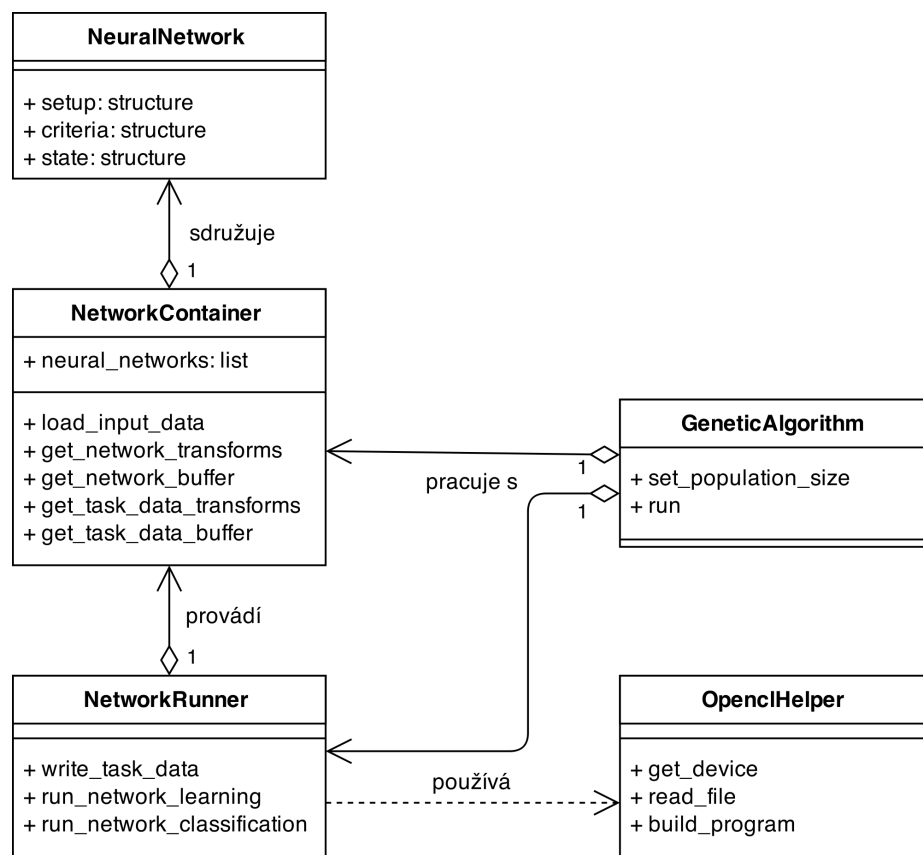 NeuralNetwork
+ setup: structure
+ criteria: structure
+ state: structure
sdružuje
1
NetworkContainer
+ neural_networks: list
+ load_input_data
+ get_network_transforms
+ get_network_buffer
+ get_task_data_transforms
+ get_task_data_buffer
GeneticAlgorithm
+ set_population_size
+ run
1
pracuje s
1
provádí
1
NetworkRunner
+ write_task_data
+ run_network_learning
+ run_network_classification
používá
OpenclHelper
+ get_device
+ read_file
+ build_program